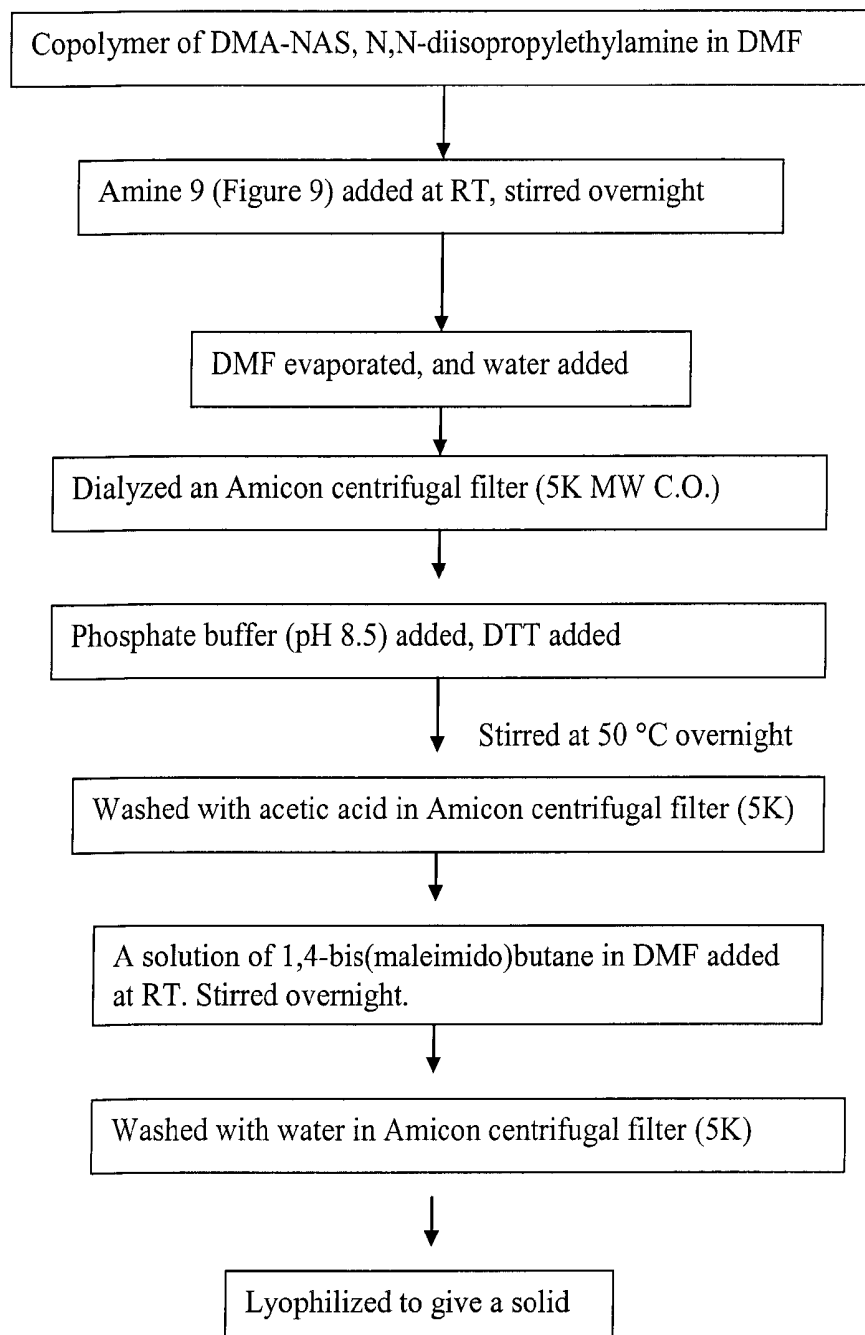 Copolymer of DMA-NAS, N,N-diisopropylethylamine in DMF
Amine 9 (Figure 9) added at RT, stirred overnight
DMF evaporated, and water added
Dialyzed an Amicon centrifugal filter (5K MW C.O.)
Phosphate buffer (pH 8.5) added, DTT added
Stirred at 50 °C overnight
Washed with acetic acid in Amicon centrifugal filter (5K)
A solution of 1,4-bis(maleimido)butane in DMF added
at RT. Stirred overnight.
Washed with water in Amicon centrifugal filter (5K)
Lyophilized to give a solid